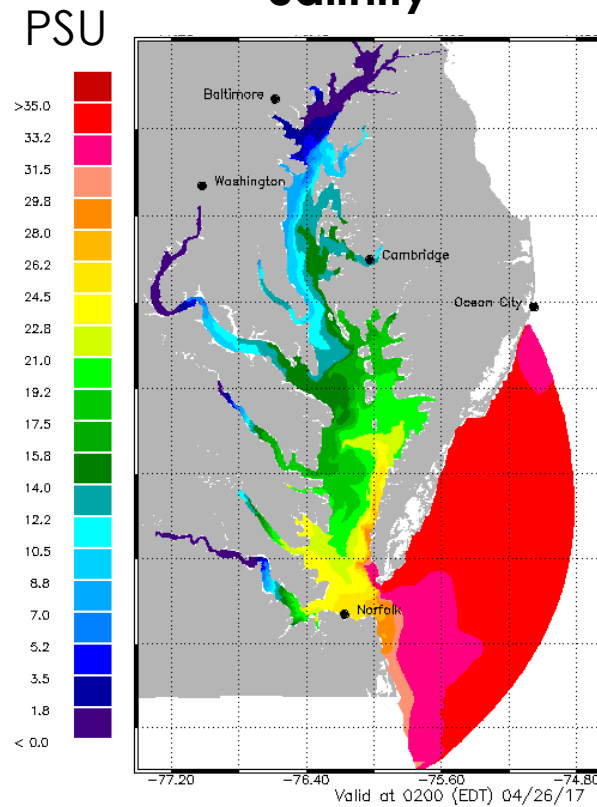 Salinity
PSU
>35.0
33.2
31.5
29.8
28.0
26.2
24.5
22.8
21.0
19.2
17.5
15.8
14.0
12.2
10.5
8.8
7.0
5.2
3.5
1.8
< 0.0
Baltimore
Washington
Cambridge
Ocean City
Norfolk
-77.20 -76.40 -75.60 -74.80
Valid at 0200 (EDT) 04/26/17